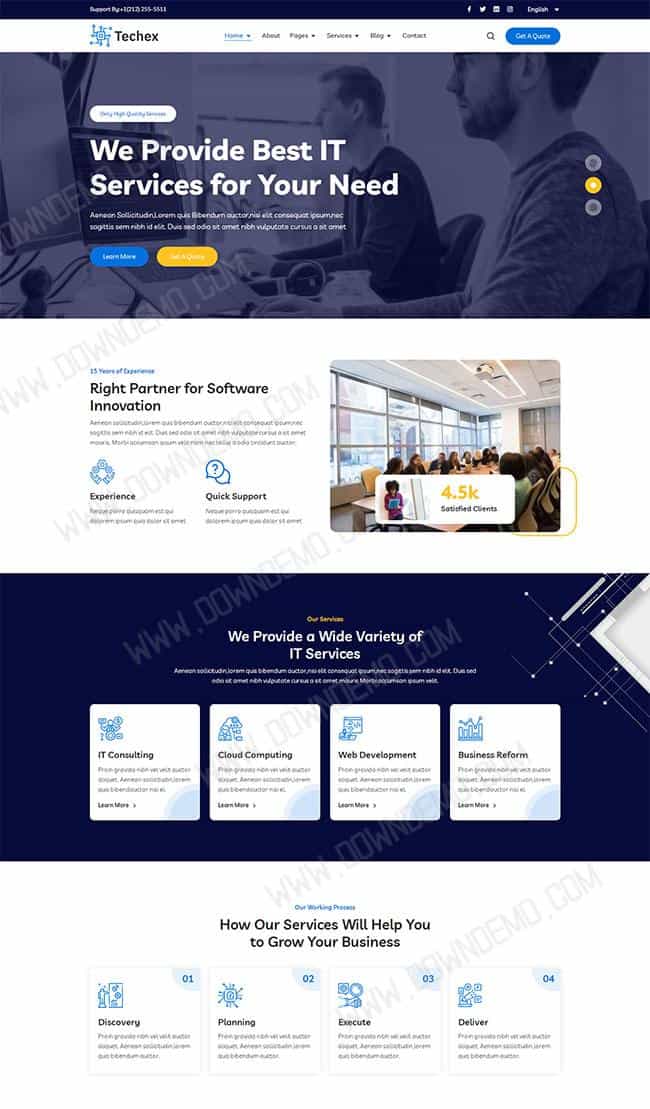 Support By:+1(212) 255-5511
English
Techex
Home
About
Pages
Services
Blog
Contact
Get A Quote
Only High Quality Services
We Provide Best IT
Services for Your Need
Aenean Sollicitudin,Lorem quis Bibendum auctor,nisi elit consequat ipsum,nec
sagittis sem nibh id elit. Duis sed odio sit amet nibh vulputate cursus a sit amet
Learn More
Get A Quote
15 Years of Experience
Right Partner for Software
Innovation
Aenean sollicitudin,lorem quis bibendum auctor,nisi elit consequat ipsum,nec
sagittis sem nibh id elit. Duis sed odio sit amet nibh vulputate cursus a sit amet
mauris. Morbi accumsan ipsum velit nam nec tellus a odio tincidunt auctor.
Experience
Neque porro quisquam est qui
dolorem ipsum quia dolor sit amet
Quick Support
Neque porro quisquam est qui
dolorem ipsum quia dolor sit amet
4.5k
Satisfied Clients
Our Services
We Provide a Wide Variety of
IT Services
Aenean sollicitudin,lorem quis bibendum auctor,nisi elit consequat ipsum,nec sagittis sem nibh id elit. Duis sed
odio sit amet nibh vulputate cursus a sit amet mauris.Morbi accumsan ipsum velit.
IT Consulting
Proin gravida nibh vel velit auctor
aliquet. Aenean sollicitudin,lorem
quis bibendauctor nisi el.
Learn More
Cloud Computing
Proin gravida nibh vel velit auctor
aliquet. Aenean sollicitudin,lorem
quis bibendauctor nisi el.
Learn More
Web Development
Proin gravida nibh vel velit auctor
aliquet. Aenean sollicitudin,lorem
quis bibendauctor nisi el.
Learn More
Business Reform
Proin gravida nibh vel velit auctor
aliquet. Aenean sollicitudin,lorem
quis bibendauctor nisi el.
Learn More
Our Working Process
How Our Services Will Help You
to Grow Your Business
01
Discovery
Proin gravida nibh vel velit auctor
aliquet. Aenean sollicitudin,lorem
quis bibendum auctor.
02
Planning
Proin gravida nibh vel velit auctor
aliquet. Aenean sollicitudin,lorem
quis bibendum auctor.
03
Execute
Proin gravida nibh vel velit auctor
aliquet. Aenean sollicitudin,lorem
quis bibendum auctor.
04
Deliver
Proin gravida nibh vel velit auctor
aliquet. Aenean sollicitudin,lorem
quis bibendum auctor.
WWW.DOWNDEMO.COM
WWW.DOWNDEMO.COM
WWW.DOWNDEMO.COM
WWW.DOWNDEMO.COM
WWW.DOWNDEMO.COM